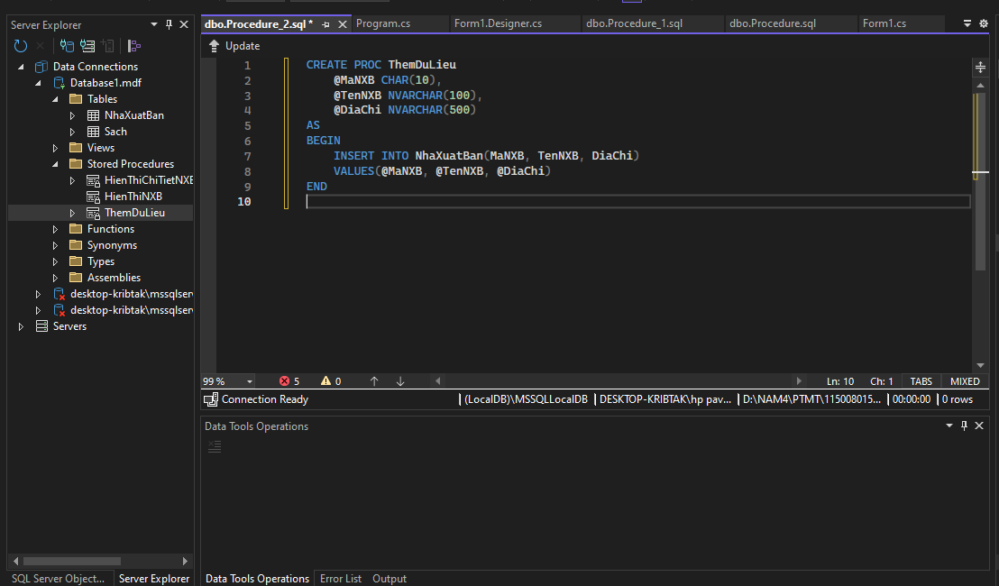 Server Explorer
Data Connections
Database1.mdf
Tables
NhaXuatBan
Sach
Views
Stored Procedures
HienThiChiTietNXB
HienThiNXB
ThemDuLieu
Functions
Synonyms
Types
Assemblies
desktop-kribtak\mssqlserv
desktop-kribtak\mssqlserv
Servers
SQL Server Object... Server Explorer
dbo.Procedure_2.sql* Program.cs Form1.Designer.cs dbo.Procedure_1.sql dbo.Procedure.sql Form1.cs
Update
1 CREATE PROC ThemDuLieu
2 @MaNXB CHAR(10),
3 @TenNXB NVARCHAR(100),
4 @DiaChi NVARCHAR(500)
5 AS
6 BEGIN
7 INSERT INTO NhaXuatBan(MaNXB, TenNXB, DiaChi)
8 VALUES(@MaNXB, @TenNXB, @DiaChi)
9 END
10
99 % 5 0 Ln: 10 Ch: 1 TABS MIXED
Connection Ready | (LocalDB)\MSSQLLocalDB | DESKTOP-KRIBTAK\hp pav... | D:\NAM4\PTMT\115008015... | 00:00:00 | 0 rows
Data Tools Operations
Data Tools Operations Error List Output